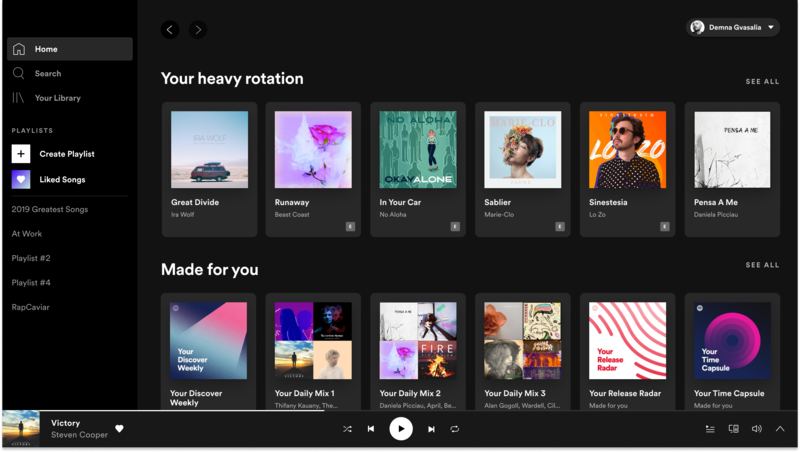 Home
Search
Your Library
PLAYLISTS
Create Playlist
Liked Songs
2019 Greatest Songs
At Work
Playlist #2
Playlist #4
RapCaviar
Demna Gvasalia
Your heavy rotation
SEE ALL
IRA WOLF
Great Divide
Ira Wolf
Runaway
Beast Coast
E
NO ALOHA
OKAY ALONE
In Your Car
No Aloha
E
MARIE-CLO
Sablier
Marie-Clo
E
sinestesia
LO ZO
Sinestesia
Lo Zo
E
PENSA A ME
Pensa A Me
Daniela Picciau
Made for you
SEE ALL
Your
Discover
Weekly
Your Discover
Weekly
Your Daily Mix 1
Thifany Kauany, The...
FIRE
Your Daily Mix 2
Daniela Picciau, April, Be...
Your Daily Mix 3
Alan Gogoll, Wardell, Cil...
Your
Release
Radar
Your Release Radar
Made for you
Your
Time
Capsule
Your Time Capsule
Made for you
VICTORY
Victory
Steven Cooper